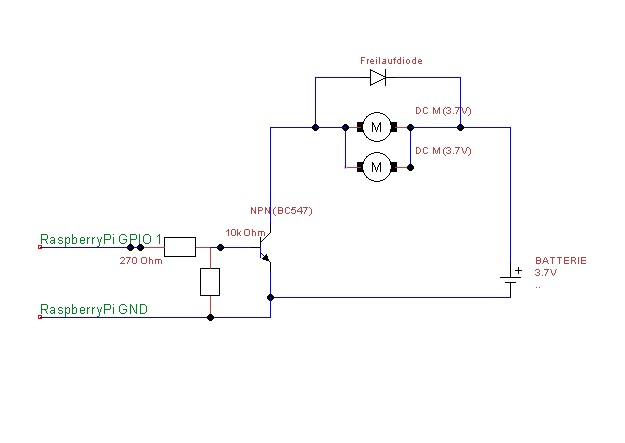 Freilaufdiode
DC M(3.7V)
M
DC M(3.7V)
M
NPN(BC547)
10k Ohm
RaspberryPi GPIO 1
270 Ohm
BATTERIE
3.7V
..
+
RaspberryPi GND